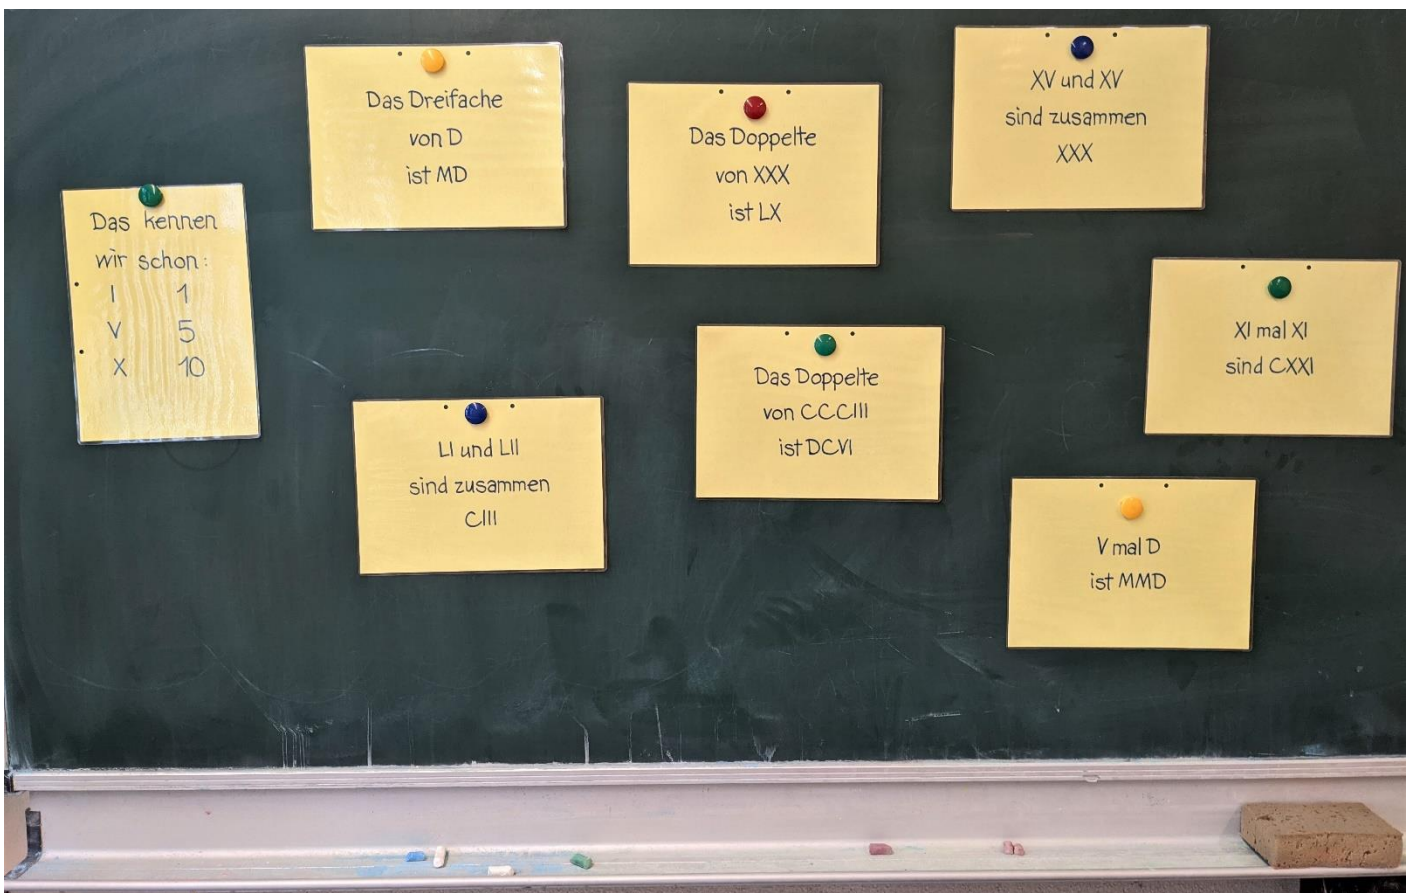 Das kennen
wir schon:
I 1
V 5
X 10
Das Dreifache
von D
ist MD
Das Doppelte
von XXX
ist LX
XV und XV
sind zusammen
XXX
LI und LII
sind zusammen
CIII
Das Doppelte
von CCCIII
ist DCVI
XI mal XI
sind CXXI
V mal D
ist MMD